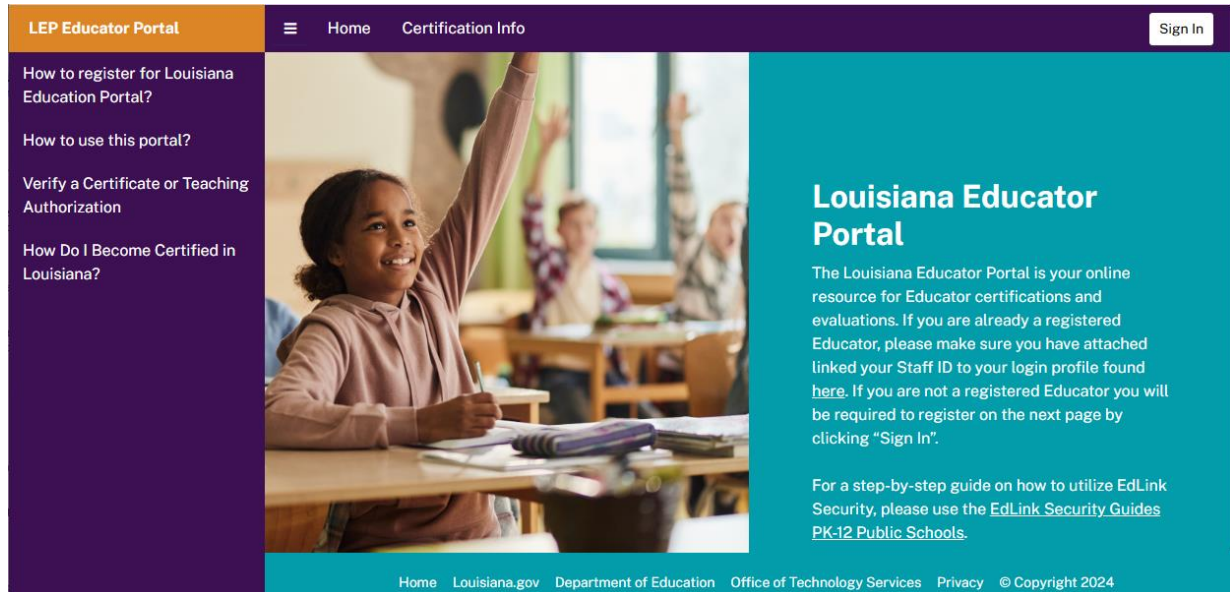 LEP Educator Portal
Home
Certification Info
Sign In
How to register for Louisiana
Education Portal?
How to use this portal?
Verify a Certificate or Teaching
Authorization
How Do I Become Certified in
Louisiana?
Louisiana Educator
Portal
The Louisiana Educator Portal is your online
resource for Educator certifications and
evaluations. If you are already a registered
Educator, please make sure you have attached
linked your Staff ID to your login profile found
here. If you are not a registered Educator you will
be required to register on the next page by
clicking “Sign In”.
For a step-by-step guide on how to utilize EdLink
Security, please use the EdLink Security Guides
PK-12 Public Schools.
Home Louisiana.gov Department of Education Office of Technology Services Privacy © Copyright 2024